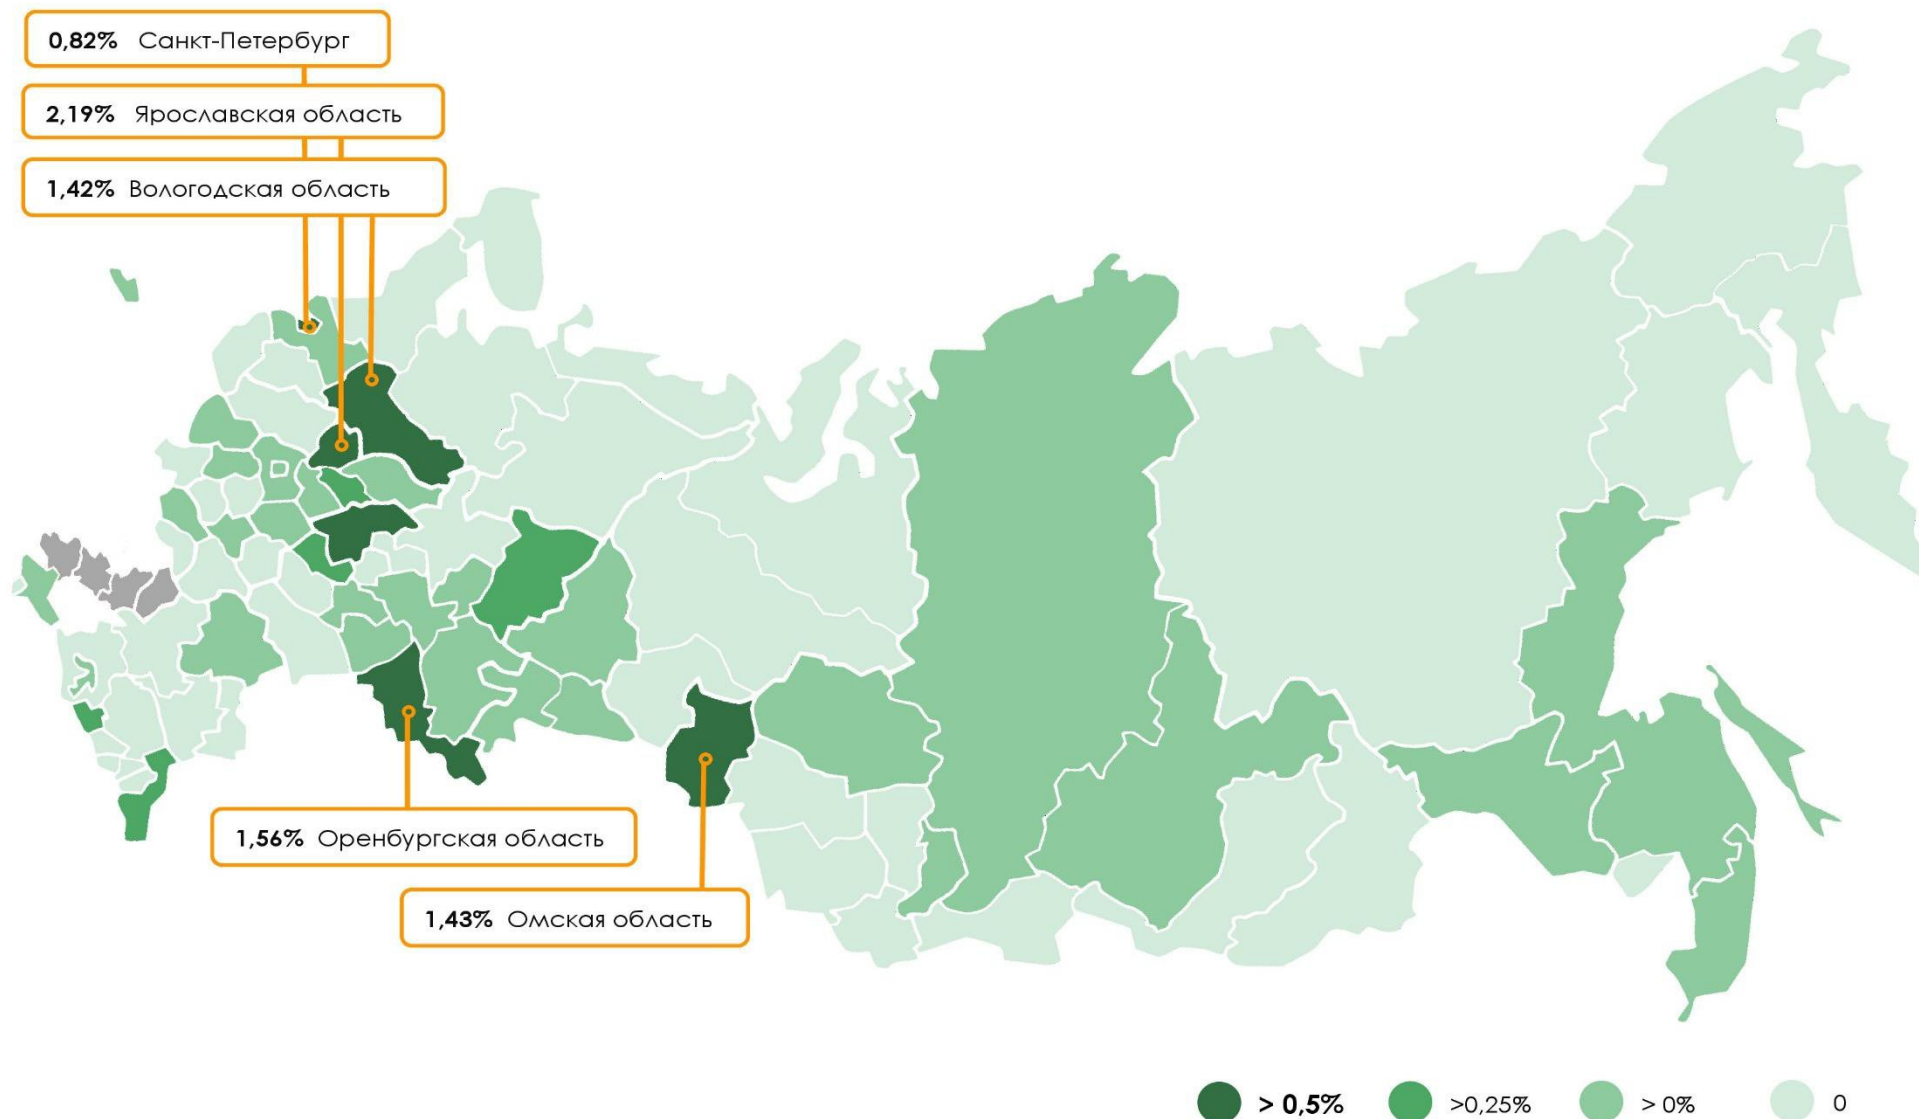 0,82% Санкт-Петербург
2,19% Ярославская область
1,42% Вологодская область
1,56% Оренбургская область
1,43% Омская область
> 0,5% >0,25% > 0% 0